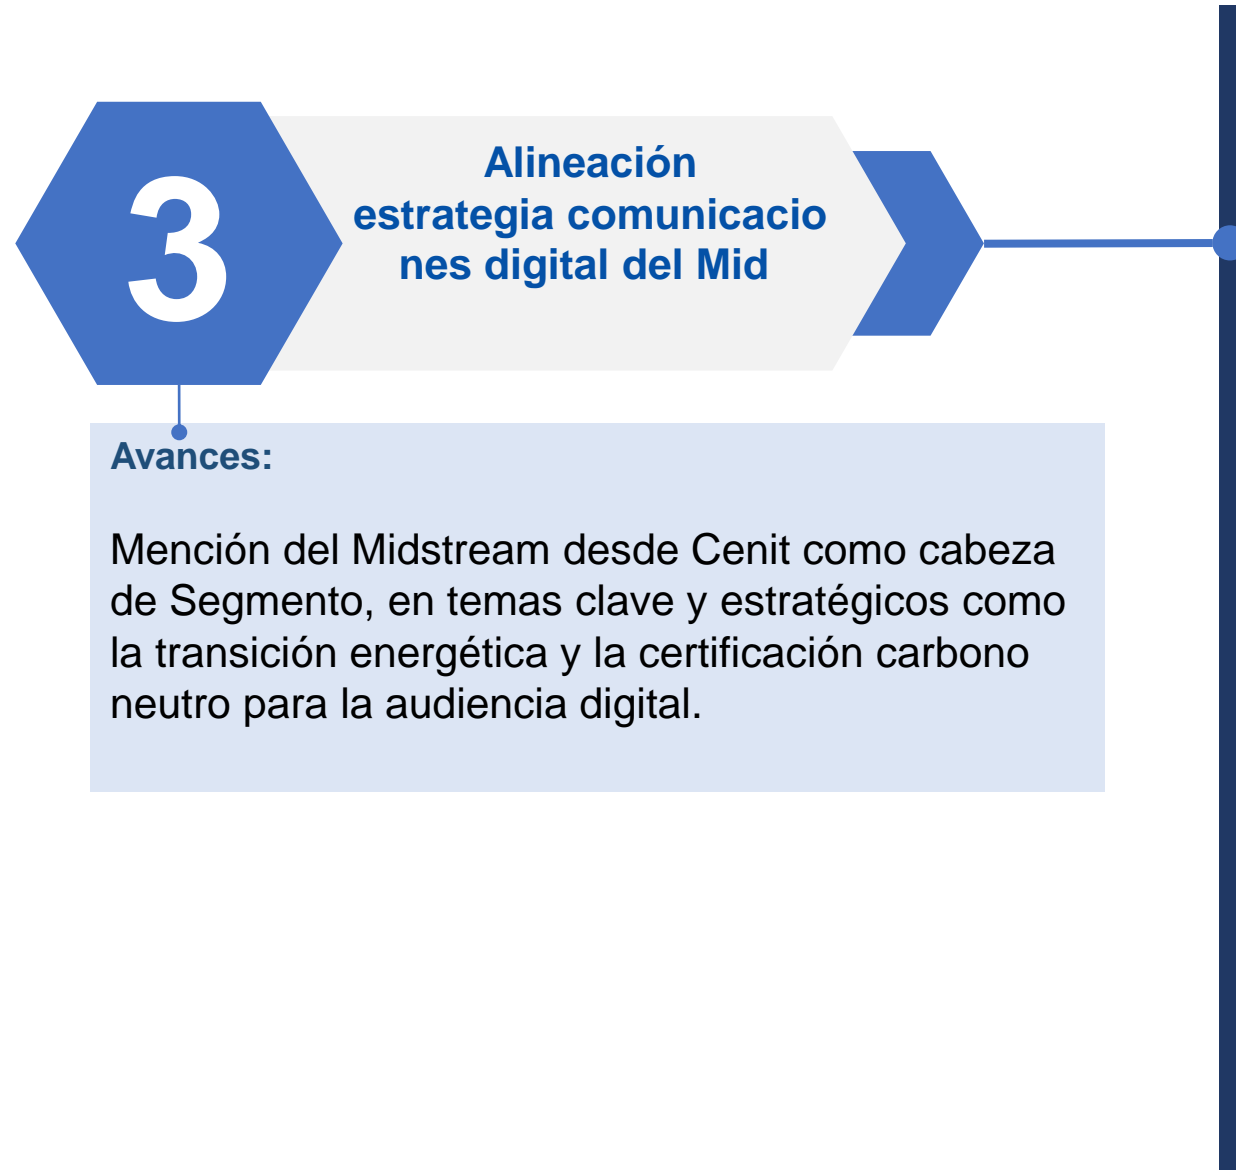 3
Alineación
estrategia comunicacio
nes digital del Mid
Avances:
Mención del Midstream desde Cenit como cabeza
de Segmento, en temas clave y estratégicos como
la transición energética y la certificación carbono
neutro para la audiencia digital.